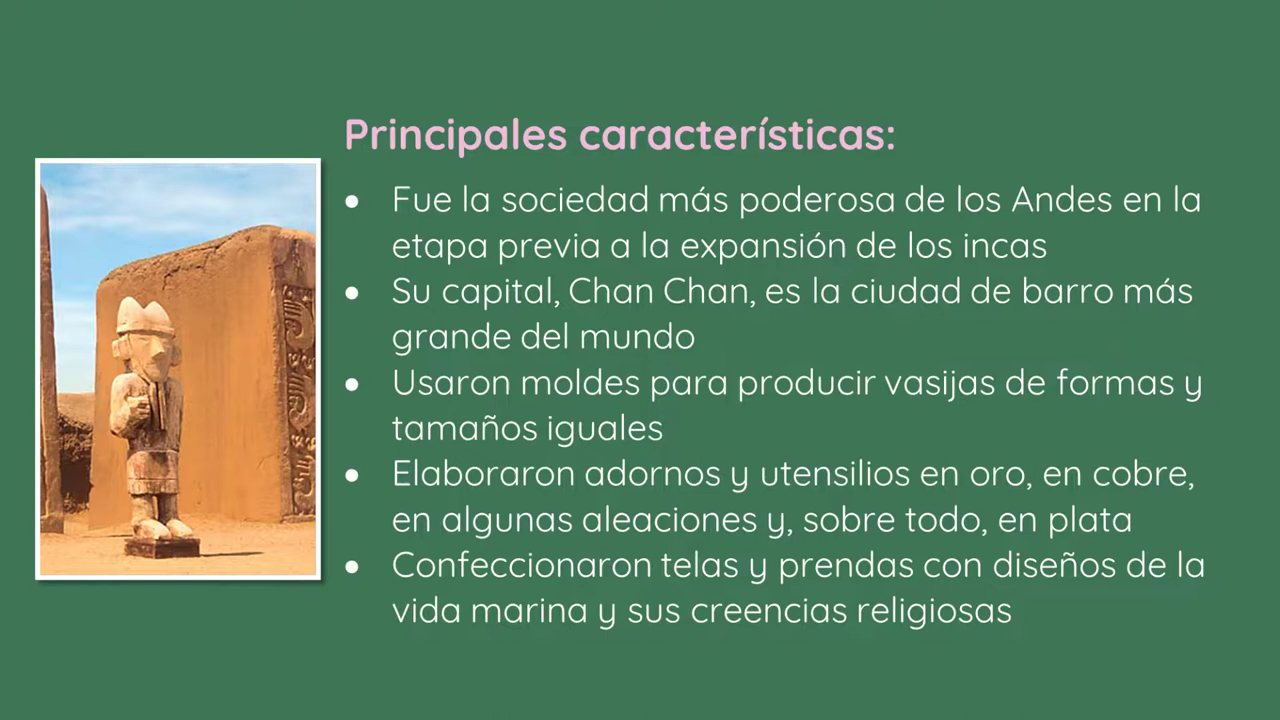 Principales características:
● Fue la sociedad más poderosa de los Andes en la
etapa previa a la expansión de los incas
● Su capital, Chan Chan, es la ciudad de barro más
grande del mundo
● Usaron moldes para producir vasijas de formas y
tamaños iguales
● Elaboraron adornos y utensilios en oro, en cobre,
en algunas aleaciones y, sobre todo, en plata
● Confeccionaron telas y prendas con diseños de la
vida marina y sus creencias religiosas